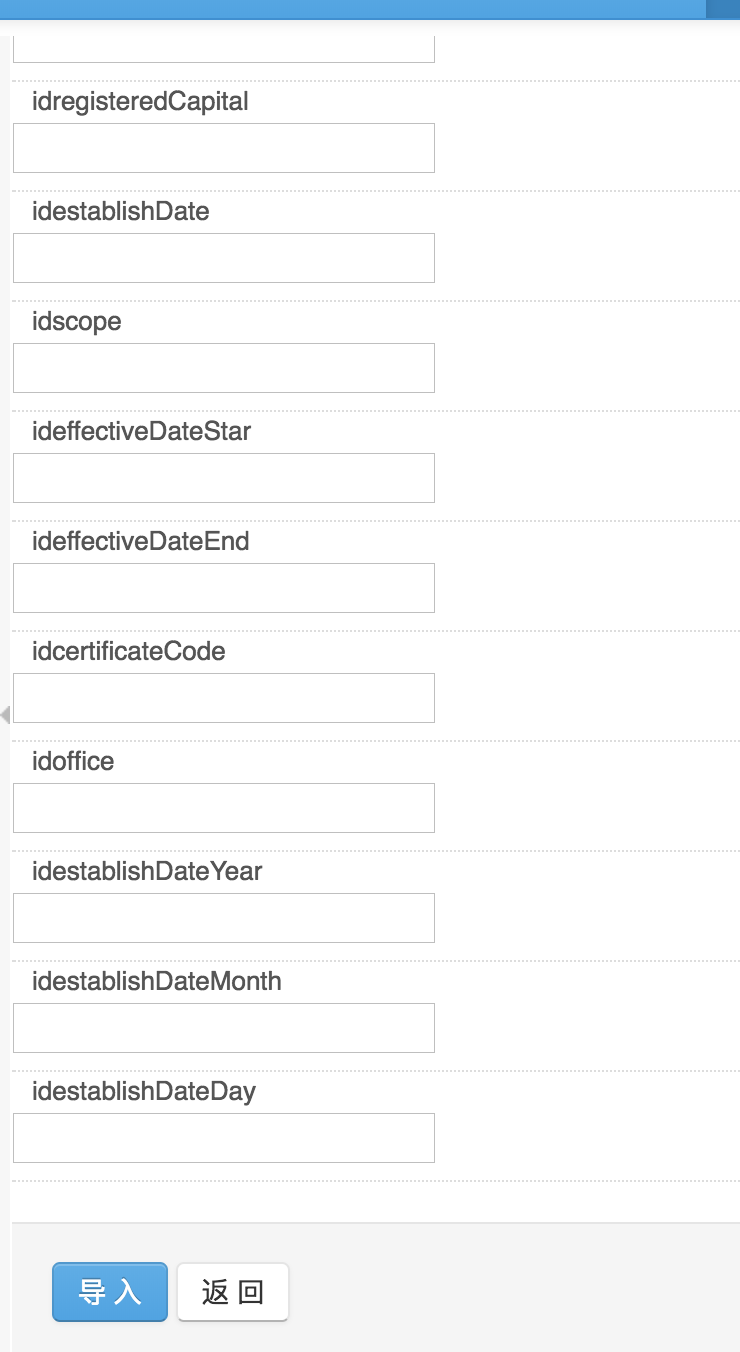 idregisteredCapital
idestablishDate
idscope
ideffectiveDateStar
ideffectiveDateEnd
idcertificateCode
idoffice
idestablishDateYear
idestablishDateMonth
idestablishDateDay
导入 返回